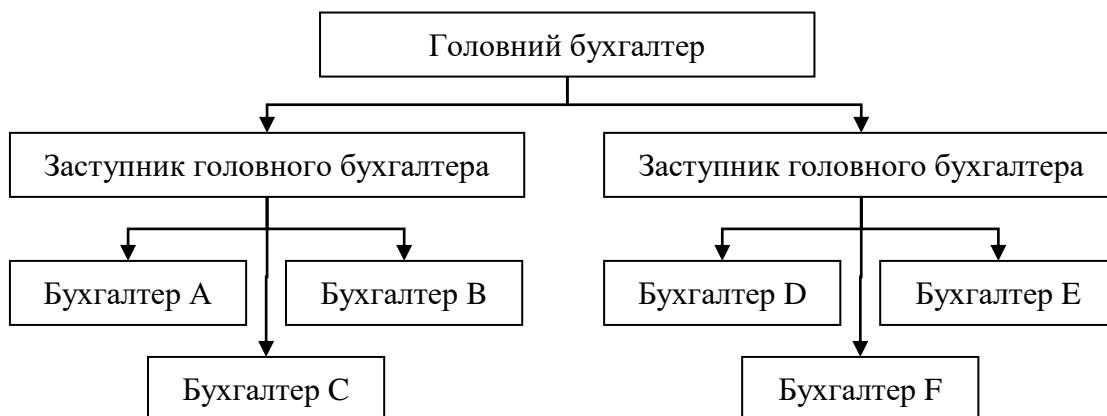 Головний бухгалтер
Заступник головного бухгалтера
Заступник головного бухгалтера
Бухгалтер А
Бухгалтер В
Бухгалтер D
Бухгалтер Е
Бухгалтер С
Бухгалтер F